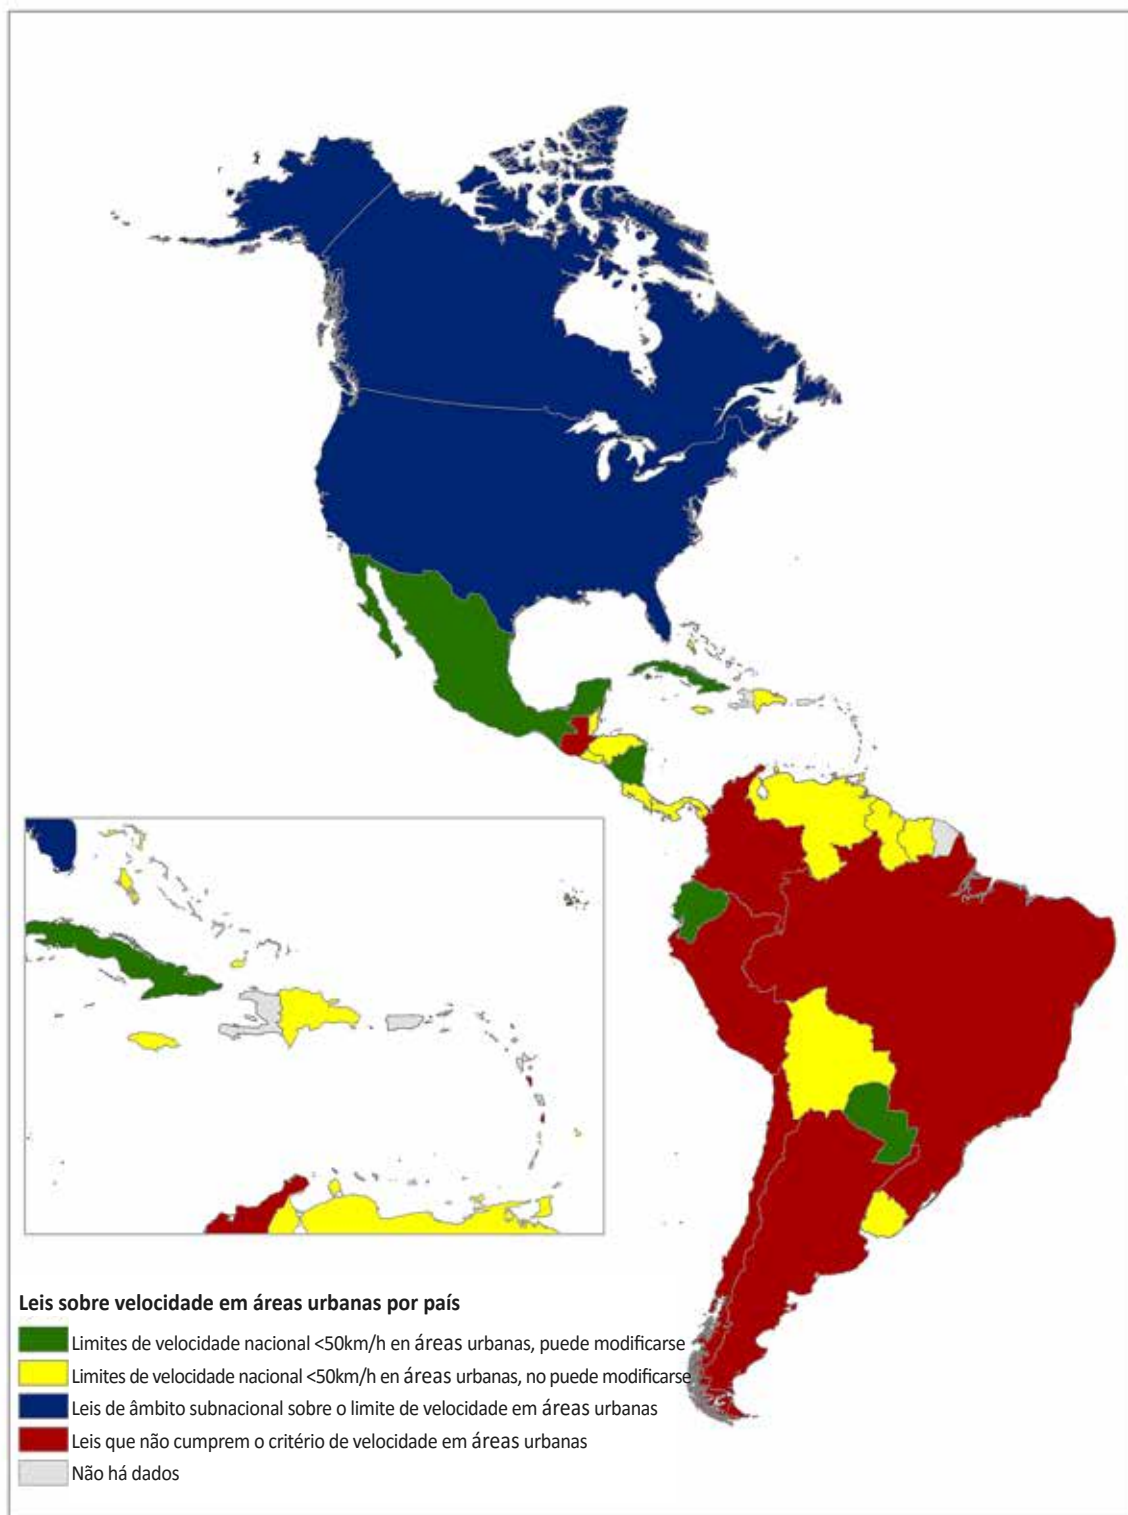 Leis sobre velocidade em áreas urbanas por país
Limites de velocidade nacional <50km/h en áreas urbanas, puede modificarse
Limites de velocidade nacional <50km/h en áreas urbanas, no puede modificarse
Leis de âmbito subnacional sobre o limite de velocidade em áreas urbanas
Leis que não cumprem o critério de velocidade em áreas urbanas
Não há dados